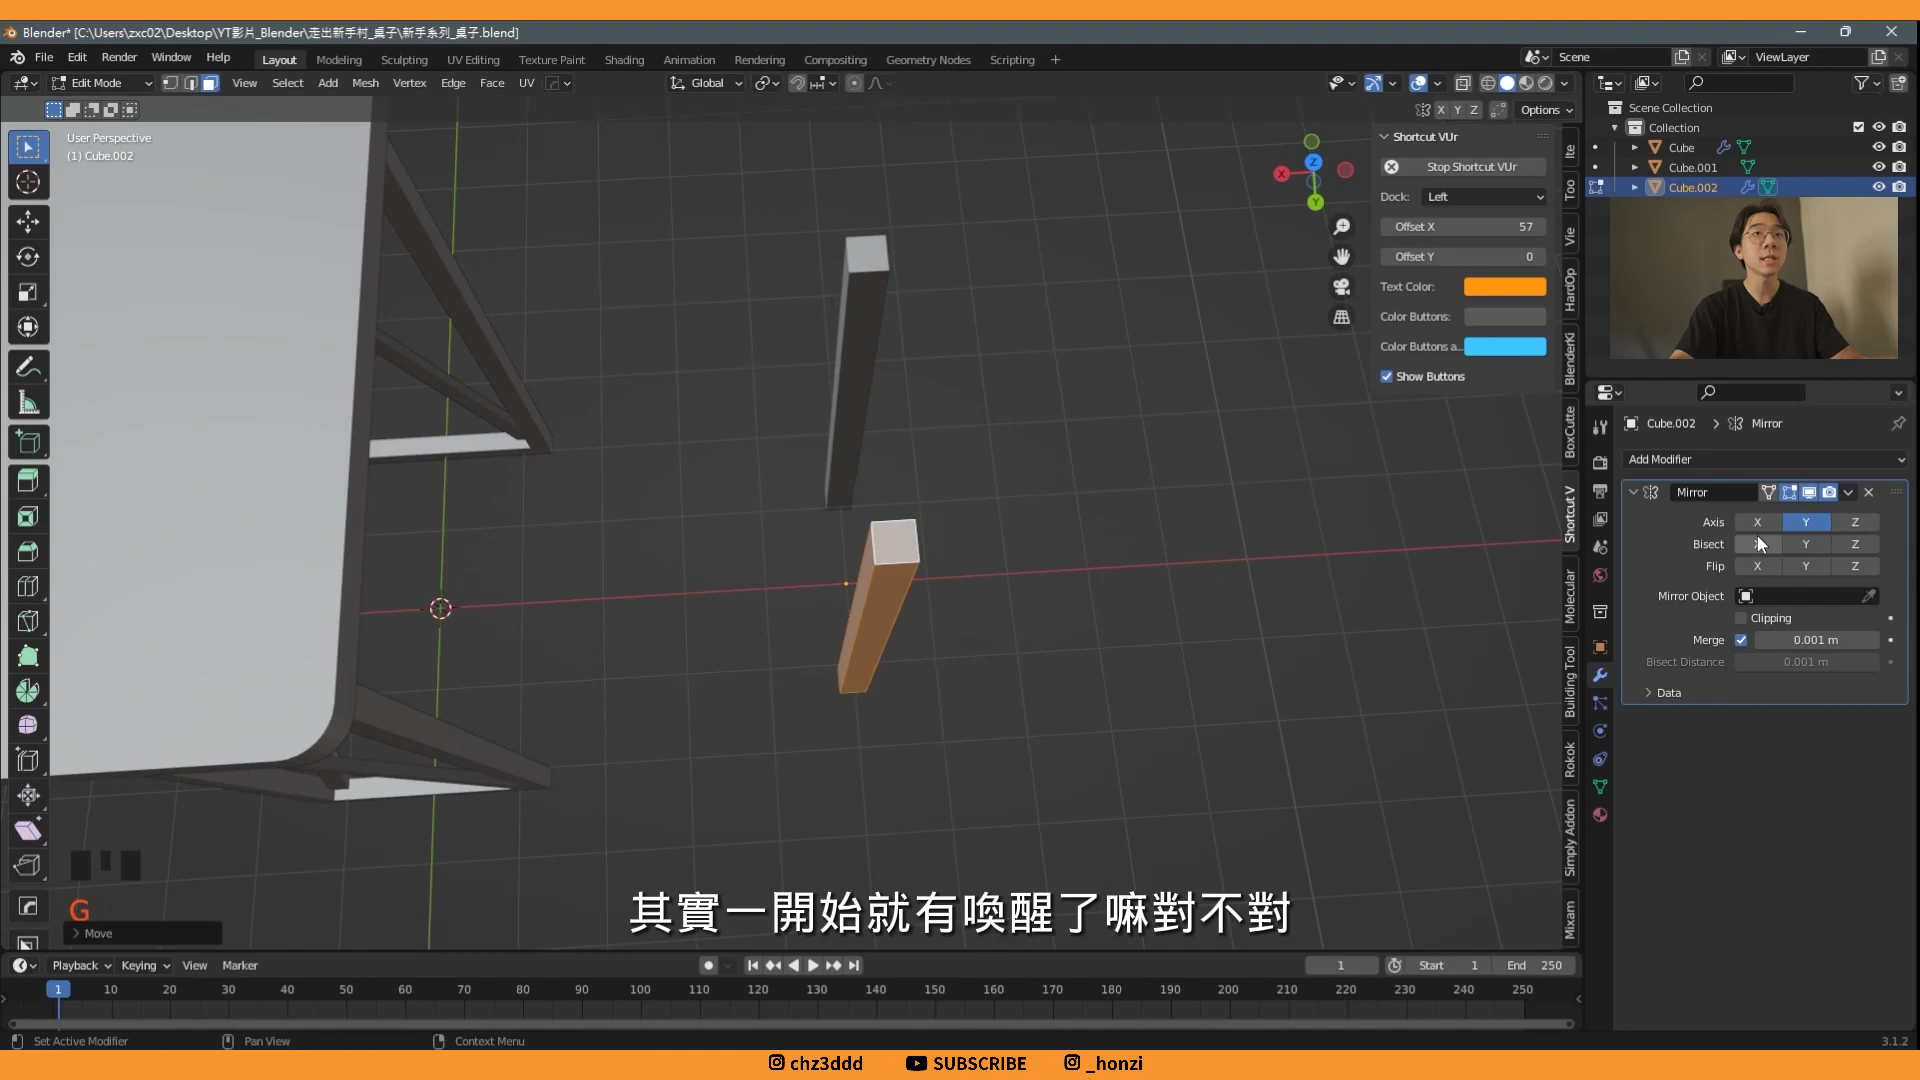 Blender* [C:\Users\zxc02\Desktop\YT影片_Blender\走出新手村_桌子\新手系列_桌子.blend]
File Edit Render Window Help Layout Modeling Sculpting UV Editing Texture Paint Shading Animation Rendering Compositing Geometry Nodes Scripting + Scene ViewLayer
Edit Mode View Select Add Mesh Vertex Edge Face UV Global
X Y Z Options
User Perspective
(1) Cube.002
Scene Collection
Collection
Cube
Cube.001
Cube.002
Shortcut VUr
Stop Shortcut VUr
Dock: Left
Offset X 57
Offset Y 0
Text Color:
Color Buttons:
Color Buttons a...
Show Buttons
X
Y
Z
Ite
Too
Vie
HardOp
BlenderKi
BoxCutte
Shortcut V
Molecular
Building Tool
Rokok
Simply Addon
Mixam
Cube.002 > Mirror
Add Modifier
Mirror
Axis X Y Z
Bisect Y Z
Flip X Y Z
Mirror Object
Clipping
Merge 0.001 m
Bisect Distance 0.001 m
Data
G
Move
其實一開始就有喚醒了嘛對不對
Playback Keying View Marker 1 Start 1 End 250
1 10 20 30 40 50 60 70 80 90 100 110 120 130 140 150 160 170 180 190 200 210 220 230 240 250
Set Active Modifier Pan View Context Menu 3.1.2
chz3ddd SUBSCRIBE _honzi